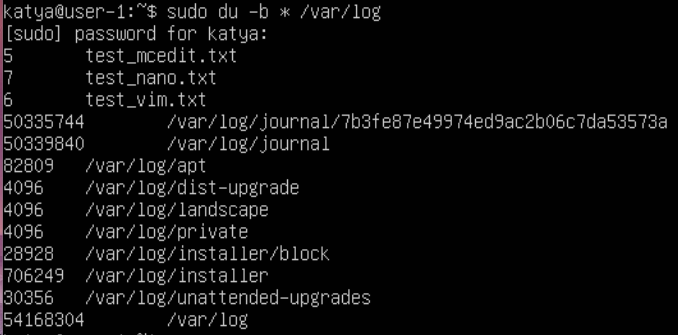 katya@user-1:~$ sudo du -b * /var/log
[sudo] password for katya:
5 test_mcedit.txt
7 test_nano.txt
6 test_vim.txt
50335744 /var/log/journal/7b3fe87e49974ed9ac2b06c7da53573a
50339840 /var/log/journal
82809 /var/log/apt
4096 /var/log/dist-upgrade
4096 /var/log/landscape
4096 /var/log/private
28928 /var/log/installer/block
706249 /var/log/installer
30356 /var/log/unattended-upgrades
54168304 /var/log